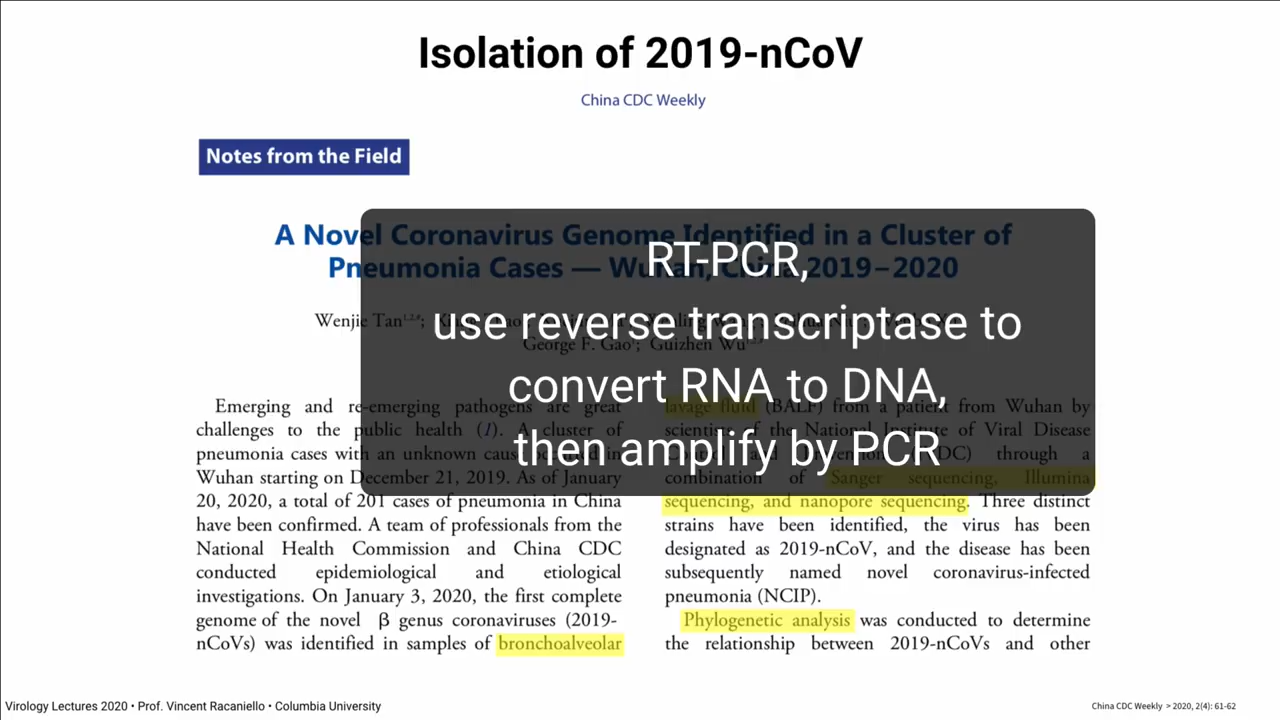 Isolation of 2019-nCoV
China CDC Weekly
Notes from the Field
A Novel Coronavirus Genome Identified in a Cluster of
Pneumonia Cases — Wuhan, China 2019–2020
Wenjie Tan
George F. Gao; Guizhen Wu
RT-PCR,
use reverse transcriptase to
convert RNA to DNA,
then amplify by PCR
Emerging and re-emerging pathogens are great
challenges to the public health (1). A cluster of
pneumonia cases with an unknown cause occurred in
Wuhan starting on December 21, 2019. As of January
20, 2020, a total of 201 cases of pneumonia in China
have been confirmed. A team of professionals from the
National Health Commission and China CDC
conducted epidemiological and etiological
investigations. On January 3, 2020, the first complete
genome of the novel β genus coronaviruses (2019-
nCoVs) was identified in samples of bronchoalveolar
lavage fluid (BALF) from a patient from Wuhan by
scientists of the National Institute of Viral Disease
Control and Prevention DC) through a
combination of Sanger sequencing, Illumina
sequencing, and nanopore sequencing. Three distinct
strains have been identified, the virus has been
designated as 2019-nCoV, and the disease has been
subsequently named novel coronavirus-infected
pneumonia (NCIP).
Phylogenetic analysis was conducted to determine
the relationship between 2019-nCoVs and other
Virology Lectures 2020 • Prof. Vincent Racaniello • Columbia University
China CDC Weekly > 2020, 2(4): 61-62